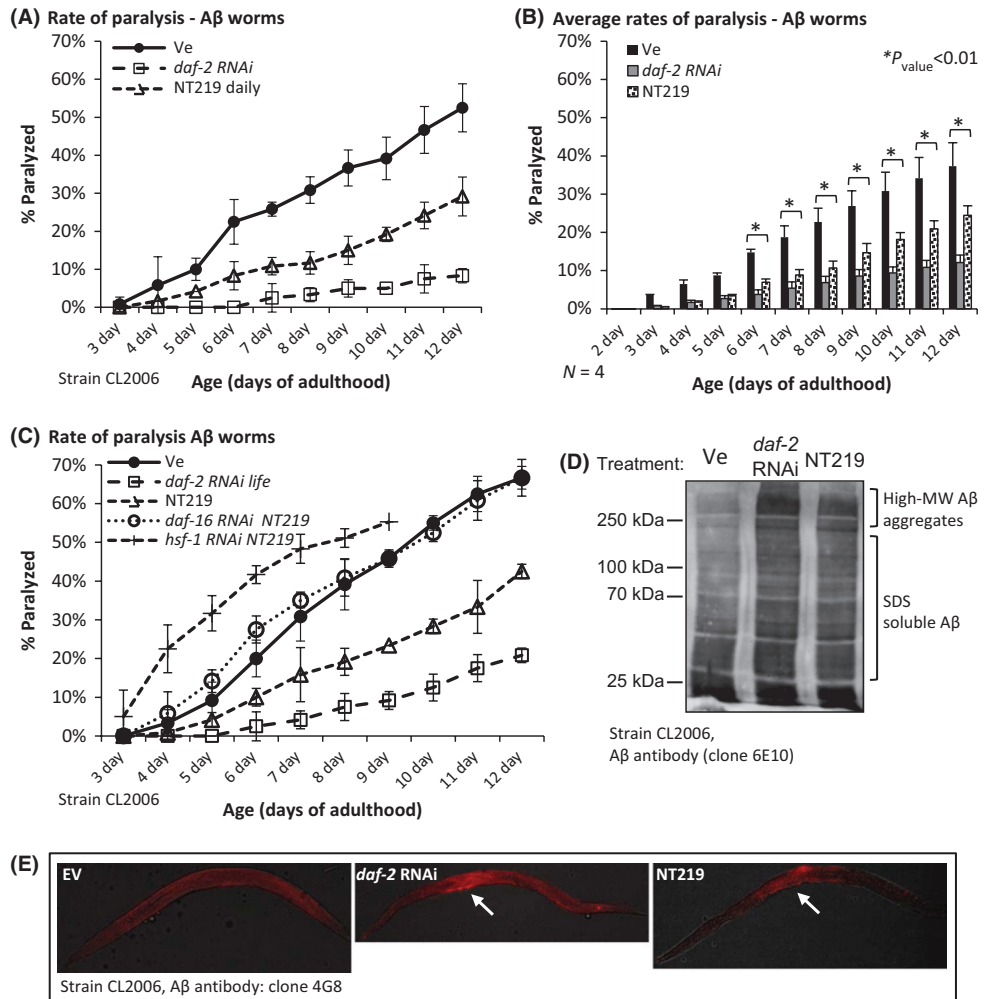 (A) Rate of paralysis - Aβ worms
70%
60%
50%
40%
30%
20%
10%
0%
% Paralyzed
Ve
daf-2 RNAi
NT219 daily
3 day
4 day
5 day
6 day
7 day
8 day
9 day
10 day
11 day
12 day
Strain CL2006
Age (days of adulthood)
(B) Average rates of paralysis - Aβ worms
70%
60%
50%
40%
30%
20%
10%
0%
% Paralyzed
Ve
daf-2 RNAi
NT219
*Pvalue<0.01
* * * * * * *
2 day
3 day
4 day
5 day
6 day
7 day
8 day
9 day
10 day
11 day
12 day
N = 4
Age (days of adulthood)
(C) Rate of paralysis Aβ worms
70%
60%
50%
40%
30%
20%
10%
0%
% Paralyzed
Ve
daf-2 RNAi life
NT219
daf-16 RNAi NT219
hsf-1 RNAi NT219
3 day
4 day
5 day
6 day
7 day
8 day
9 day
10 day
11 day
12 day
Strain CL2006
Age (days of adulthood)
(D) Treatment: Ve daf-2 RNAi NT219
250 kDa
100 kDa
70 kDa
25 kDa
High-MW Aβ
aggregates
SDS
soluble Aβ
Strain CL2006,
Aβ antibody (clone 6E10)
(E)
EV
daf-2 RNAi
NT219
Strain CL2006, Aβ antibody: clone 4G8